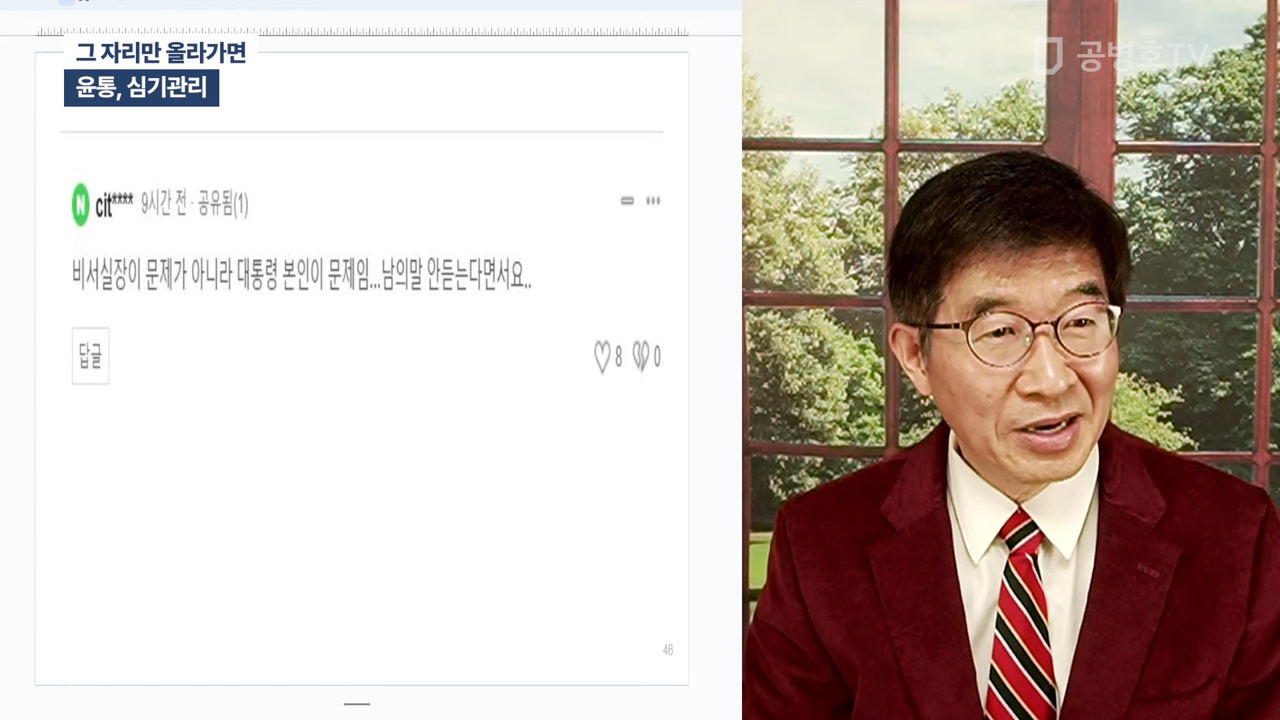 그 자리만 올라가면
윤통, 심기관리
공병호TV
N cit**** 9시간 전 · 공유됨(1)
비서실장이 문제가 아니라 대통령 본인이 문제임...남의말 안듣는다면서요..
답글
8 0
46